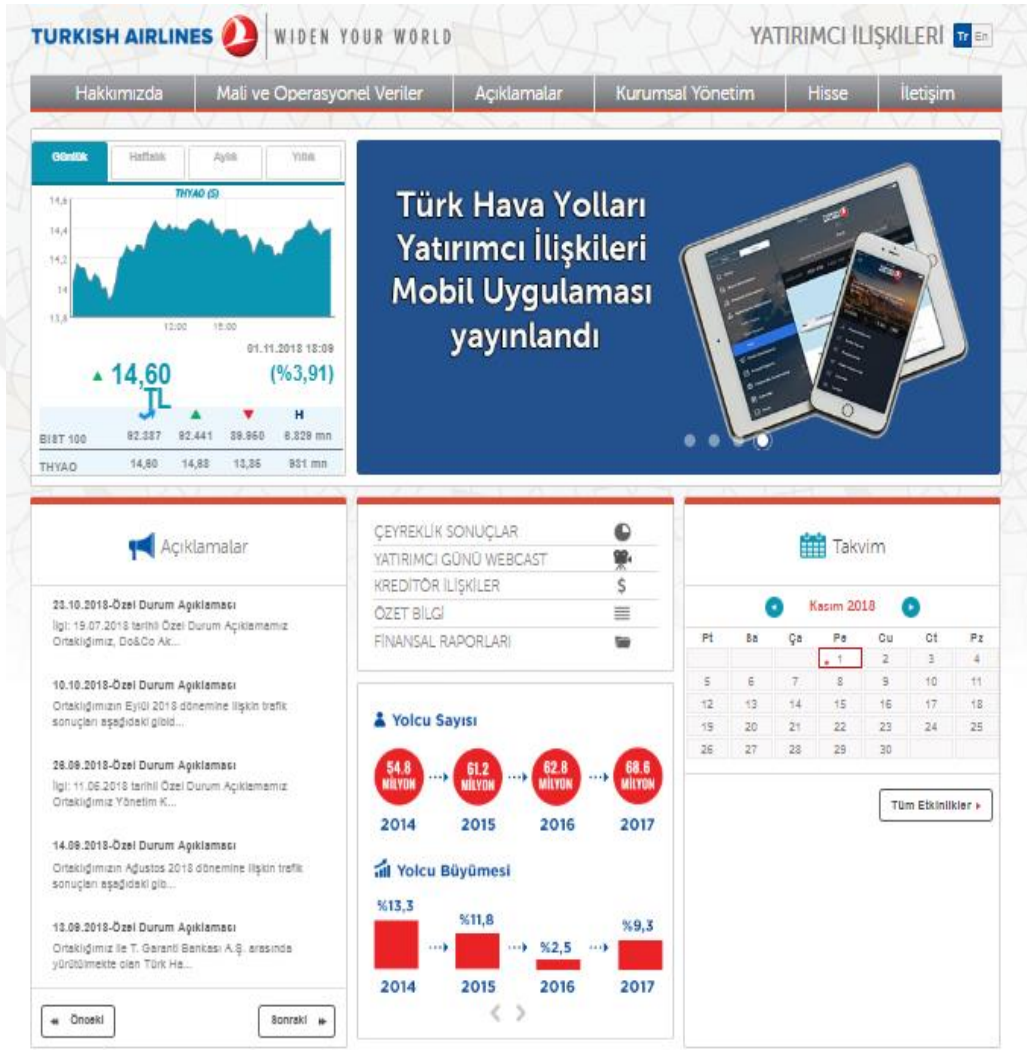 TURKISH AIRLINES WIDEN YOUR WORLD
YATIRIMCI İLİŞKİLERİ Tr En
Hakkımızda Mali ve Operasyonel Veriler Açıklamalar Kurumsal Yönetim Hisse İletişim
Günlük Haftalık Aylık Yıllık
THYAO (S)
14,6
14,4
14,2
14
13,8
12:00 15:00
01.11.2018 18:09
14,60 (%3,91)
TL
H
BIST 100 92.387 92.441 89.960 6.829 mn
THYAO 14,60 14,68 13,86 931 mn
Türk Hava Yolları
Yatırımcı İlişkileri
Mobil Uygulaması
yayınlandı
Açıklamalar
23.10.2018-Özel Durum Açıklaması
İlgi: 19.07.2018 tarihli Özel Durum Açıklamamız
Ortaklığımız, Do&Co Ak...
10.10.2018-Özel Durum Açıklaması
Ortaklığımızın Eylül 2018 dönemine ilişkin trafik
sonuçları aşağıdaki gibid...
26.09.2018-Özel Durum Açıklaması
İlgi: 11.06.2018 tarihli Özel Durum Açıklamamız
Ortaklığımız Yönetim K...
14.09.2018-Özel Durum Açıklaması
Ortaklığımızın Ağustos 2018 dönemine ilişkin trafik
sonuçları aşağıdaki gib...
13.09.2018-Özel Durum Açıklaması
Ortaklığımız ile T. Garanti Bankası A.Ş. arasında
yürütülmekte olan Türk Ha...
Önceki Sonraki
ÇEYREKLİK SONUÇLAR
YATIRIMCI GÜNÜ WEBCAST
KREDİTÖR İLİŞKİLER
ÖZET BİLGİ
FİNANSAL RAPORLARI
Yolcu Sayısı
54.8 MİLYON 61.2 MİLYON 62.8 MİLYON 68.6 MİLYON
2014 2015 2016 2017
Yolcu Büyümesi
%13,3 %11,8 %2,5 %9,3
2014 2015 2016 2017
Takvim
Kasım 2018
Pt Sa Ça Pe Cu Ct Pz
1 2 3 4
5 6 7 8 9 10 11
12 13 14 15 16 17 18
19 20 21 22 23 24 25
26 27 28 29 30
Tüm Etkinlikler